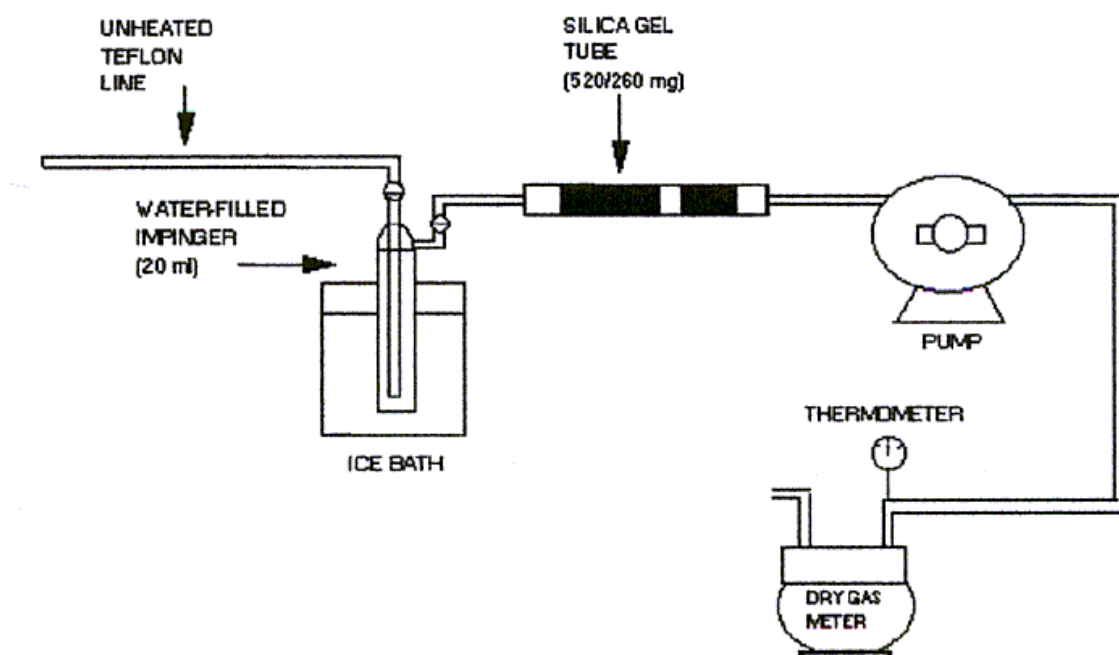 UNHEATED
TEFLON
LINE
SILICA GEL
TUBE
(520/260 mg)
WATER-FILLED
IMPINGER
(20 ml)
PUMP
THERMOMETER
ICE BATH
DRY GAS
METER